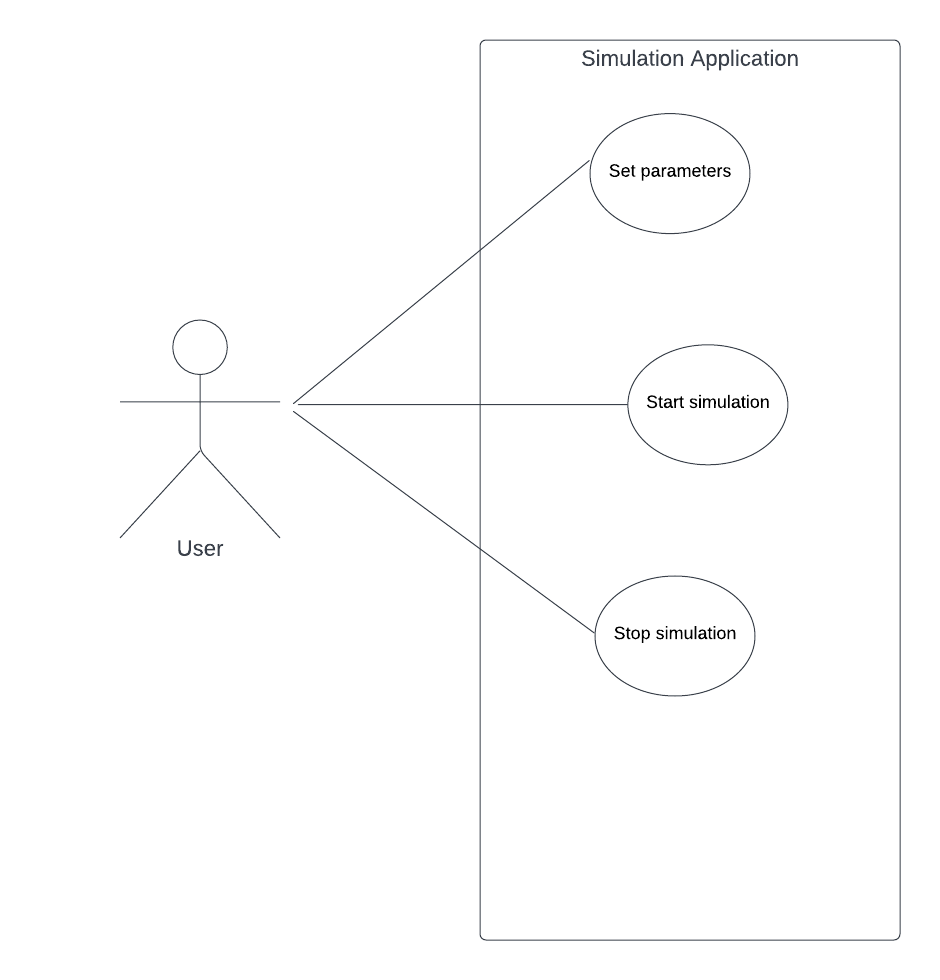 Simulation Application
Set parameters
Start simulation
User
Stop simulation